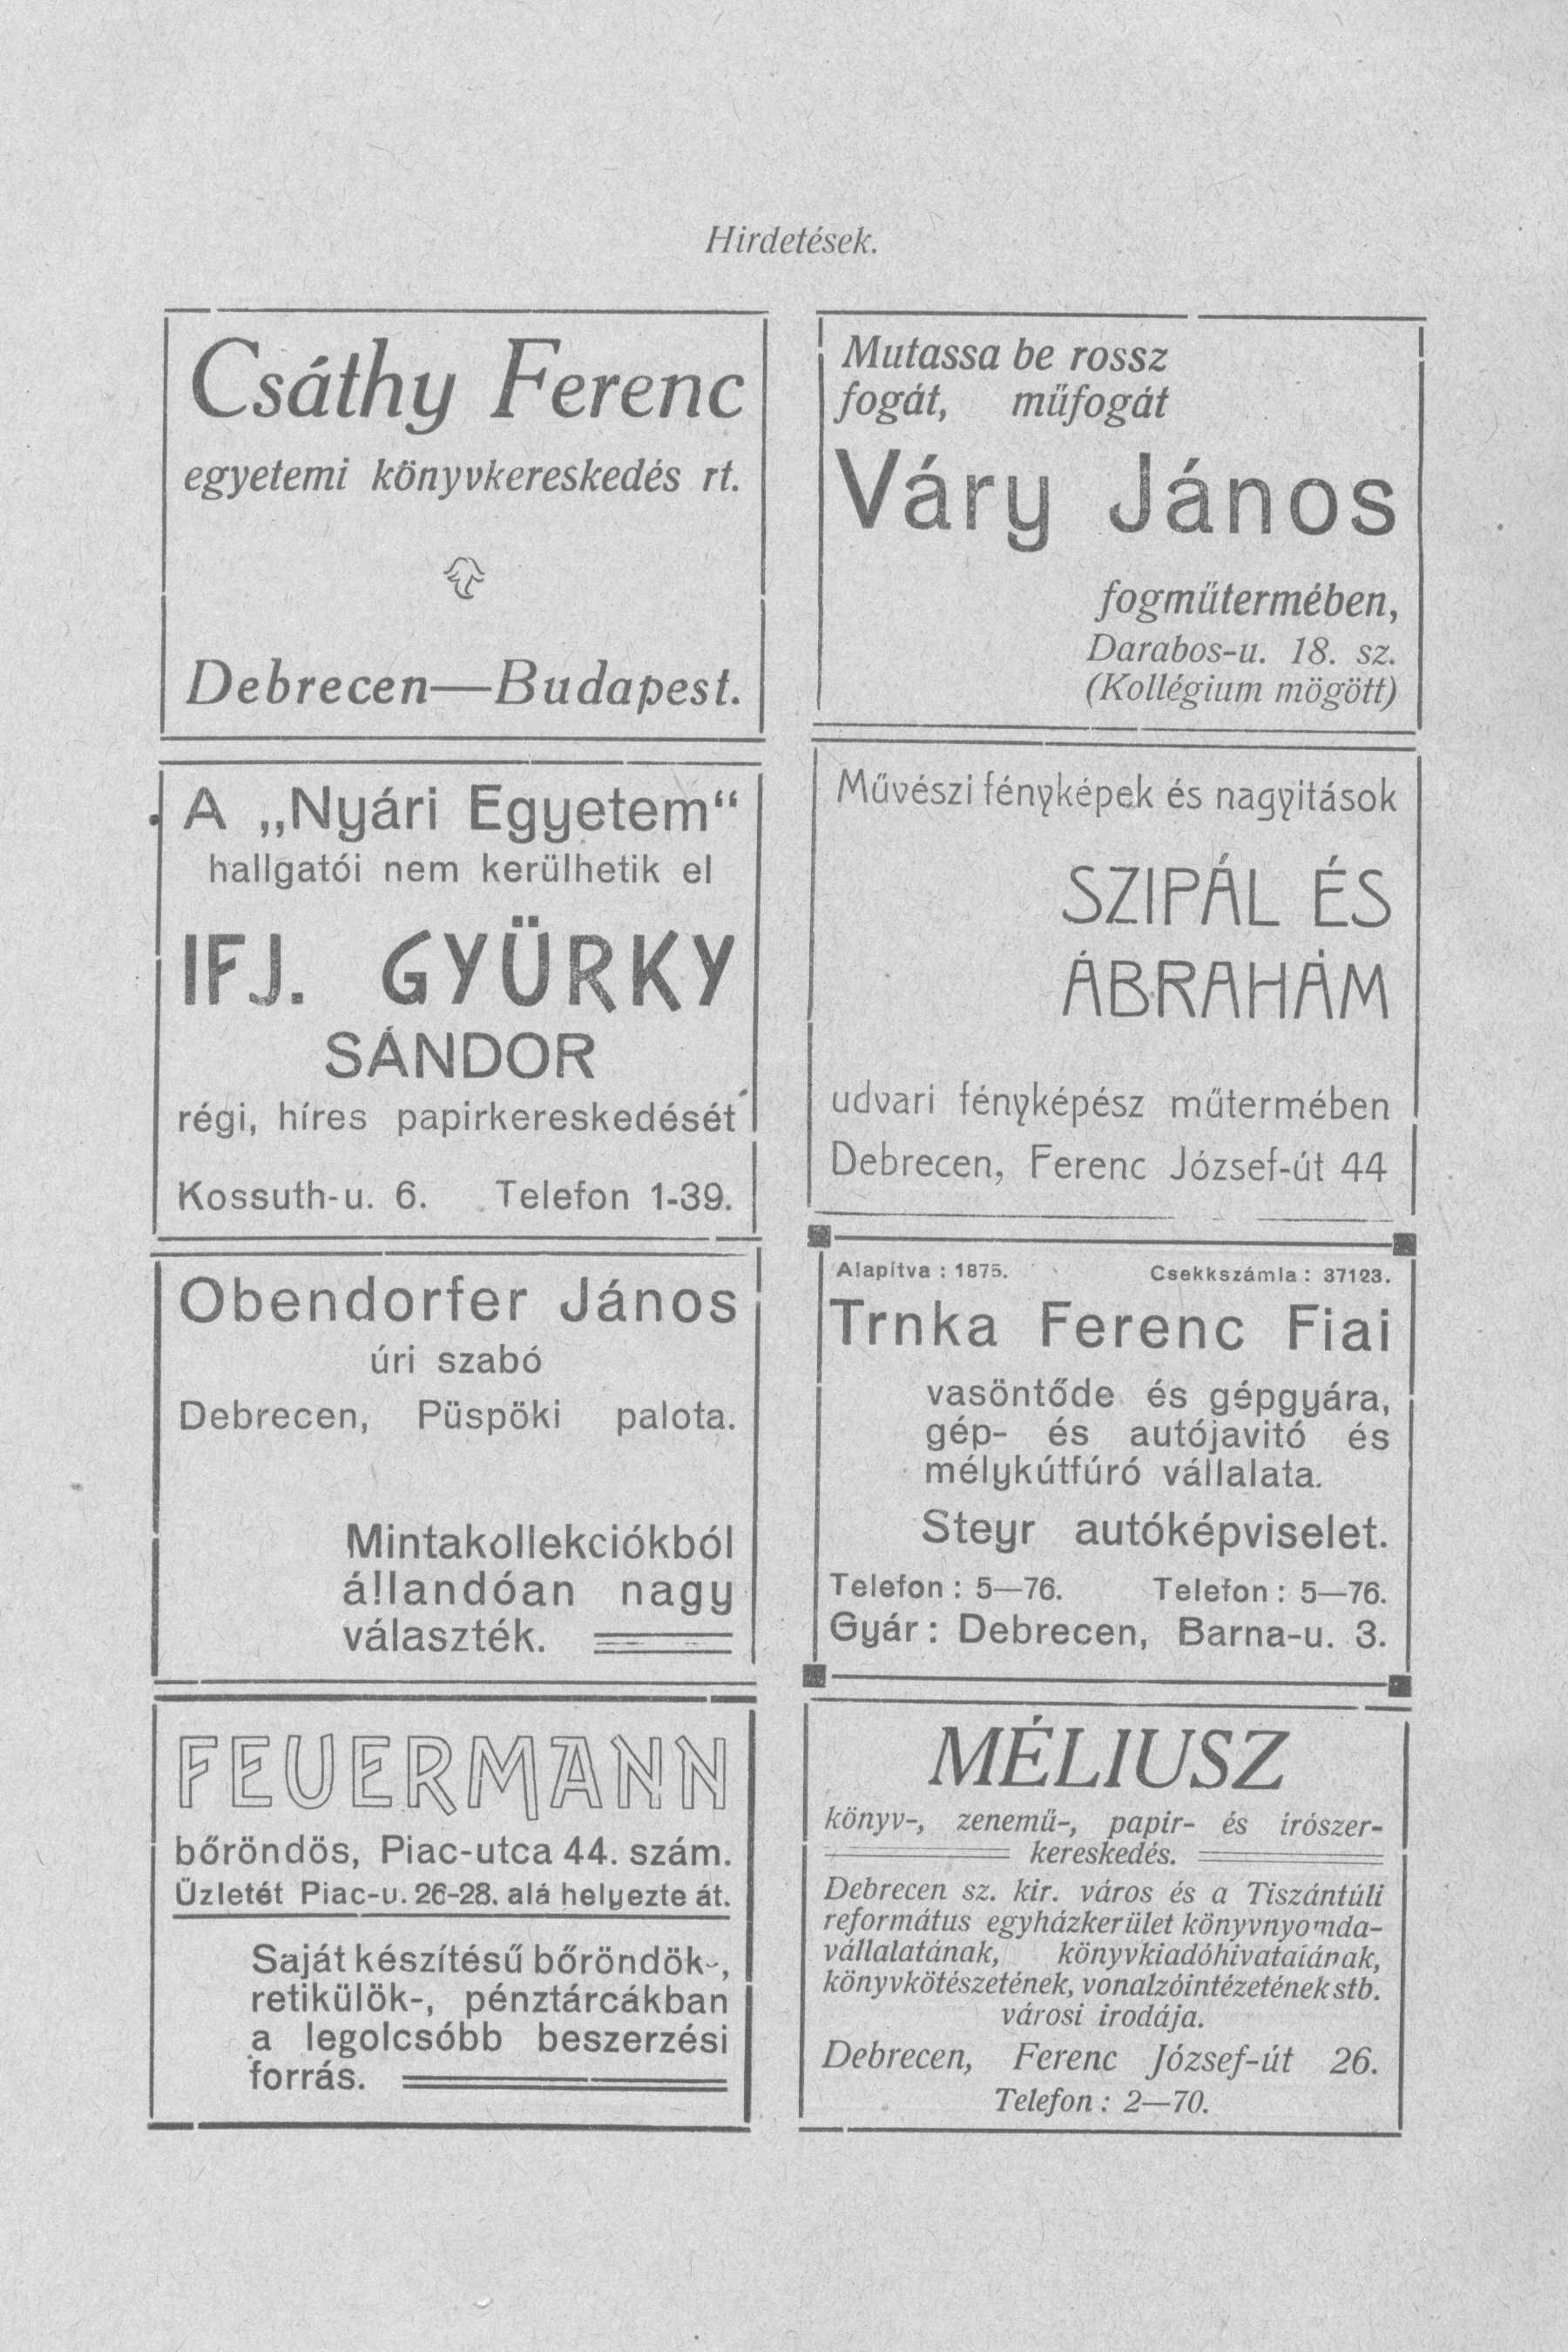 Hirdetések.
Csáthy Ferenc
egyetemi könyvkereskedés rt.
Debrecen—Budapest.
Mutassa be rossz
fogát, műfogát
Váry János
fogműtermében,
Darabos-u. 18. sz.
(Kollégium mögött)
A „Nyári Egyetem“
hallgatói nem kerülhetik el
IFJ. GYÜRKY
SÁNDOR
régi, híres papirkereskedését
Kossuth-u. 6. Telefon 1-39.
Művészi fényképek és nagyitások
SZIPÁL ÉS
ÁBRAHÁM
udvari fényképész műtermében
Debrecen, Ferenc József-út 44
Obendorfer János
úri szabó
Debrecen, Püspöki palota.
Mintakollekciókból
állandóan nagy
választék.
Alapítva : 1875. Csekkszámla : 37123.
Trnka Ferenc Fiai
vasöntőde és gépgyára,
gép- és autójavitó és
mélykútfúró vállalata.
Steyr autóképviselet.
Telefon : 5—76. Telefon : 5—76.
Gyár : Debrecen, Barna-u. 3.
FEUERMANN
bőröndös, Piac-utca 44. szám.
Üzletét Piac-u. 26-28. alá helyezte át.
Saját készítésű bőröndök-,
retikülök-, pénztárcákban
a legolcsóbb beszerzési
forrás.
MÉLIUSZ
könyv-, zenemű-, papir- és irószer-
kereskedés.
Debrecen sz. kir. város és a Tiszántúli
református egyházkerület könyvnyomda-
vállalatának, könyvkiadóhivatalának,
könyvkötészetének, vonalzóintézetének stb.
városi irodája.
Debrecen, Ferenc József-út 26.
Telefon : 2—70.